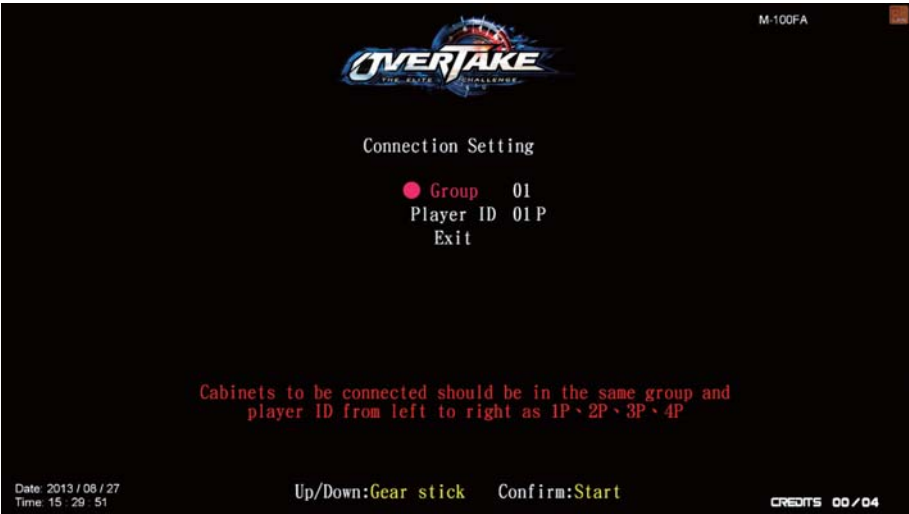 M-100FA
OVERTAKE
THE ELITE CHALLENGE
Connection Setting
Group 01
Player ID 01P
Exit
Cabinets to be connected should be in the same group and
player ID from left to right as 1P、2P、3P、4P
Date: 2013 / 08 / 27
Time: 15 : 29 : 51
Up/Down:Gear stick Confirm:Start
CREDITS 00/04